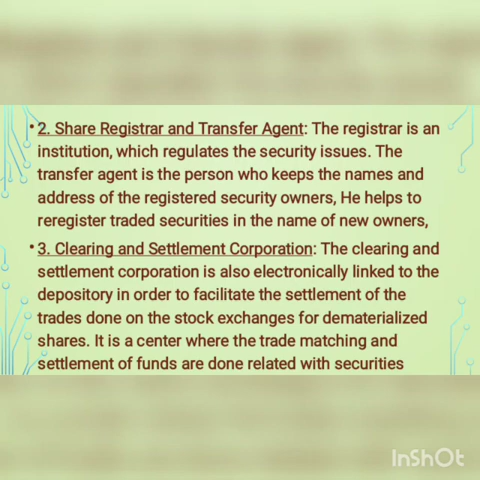 • 2. Share Registrar and Transfer Agent: The registrar is an
institution, which regulates the security issues. The
transfer agent is the person who keeps the names and
address of the registered security owners, He helps to
reregister traded securities in the name of new owners,
• 3. Clearing and Settlement Corporation: The clearing and
settlement corporation is also electronically linked to the
depository in order to facilitate the settlement of the
trades done on the stock exchanges for dematerialized
shares. It is a center where the trade matching and
settlement of funds are done related with securities
InShOt